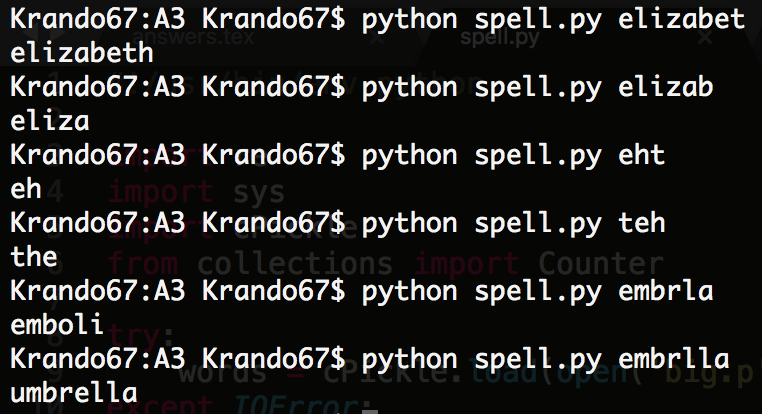 Krando67:A3 Krando67$ python spell.py elizabet
elizabeth
Krando67:A3 Krando67$ python spell.py elizab
eliza
Krando67:A3 Krando67$ python spell.py eht
eh
Krando67:A3 Krando67$ python spell.py teh
the
Krando67:A3 Krando67$ python spell.py embrla
emboli
Krando67:A3 Krando67$ python spell.py embrlla
umbrella
answers.tex
spell.py
import sys
from collections import Counter
try:
words = cPickle.load(open('big.p
except IOError: